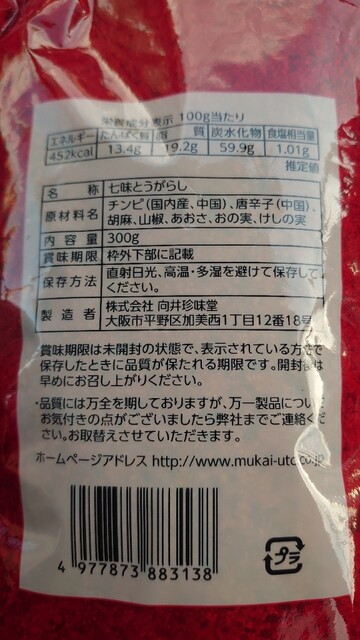 栄養成分表示 100g当たり
エネルギー たんぱく質 脂 質 炭水化物 食塩相当量
452kcal 13.4g 19.2g 59.9g 1.01g
推定値
名 称 七味とうがらし
原材料名 チンピ(国内産、中国)、唐辛子(中国)、
胡麻、山椒、あおさ、おの実、けしの実
内 容 量 300g
賞味期限 枠外下部に記載
保存方法 直射日光、高温・多湿を避けて保存して
ください。
製 造 者 株式会社 向井珍味堂
大阪市平野区加美西1丁目12番18号
賞味期限は未開封の状態で、表示されている方法で
保存したときに品質が保たれる期限です。開封後は
早めにお召し上がりください。
・品質には万全を期しておりますが、万一製品について
お気付きの点がございましたら弊社までご連絡くだ
さい。お取替えさせていただきます。
ホームページアドレス http://www.mukai-utc.co.jp
4 977873 883138
プラ